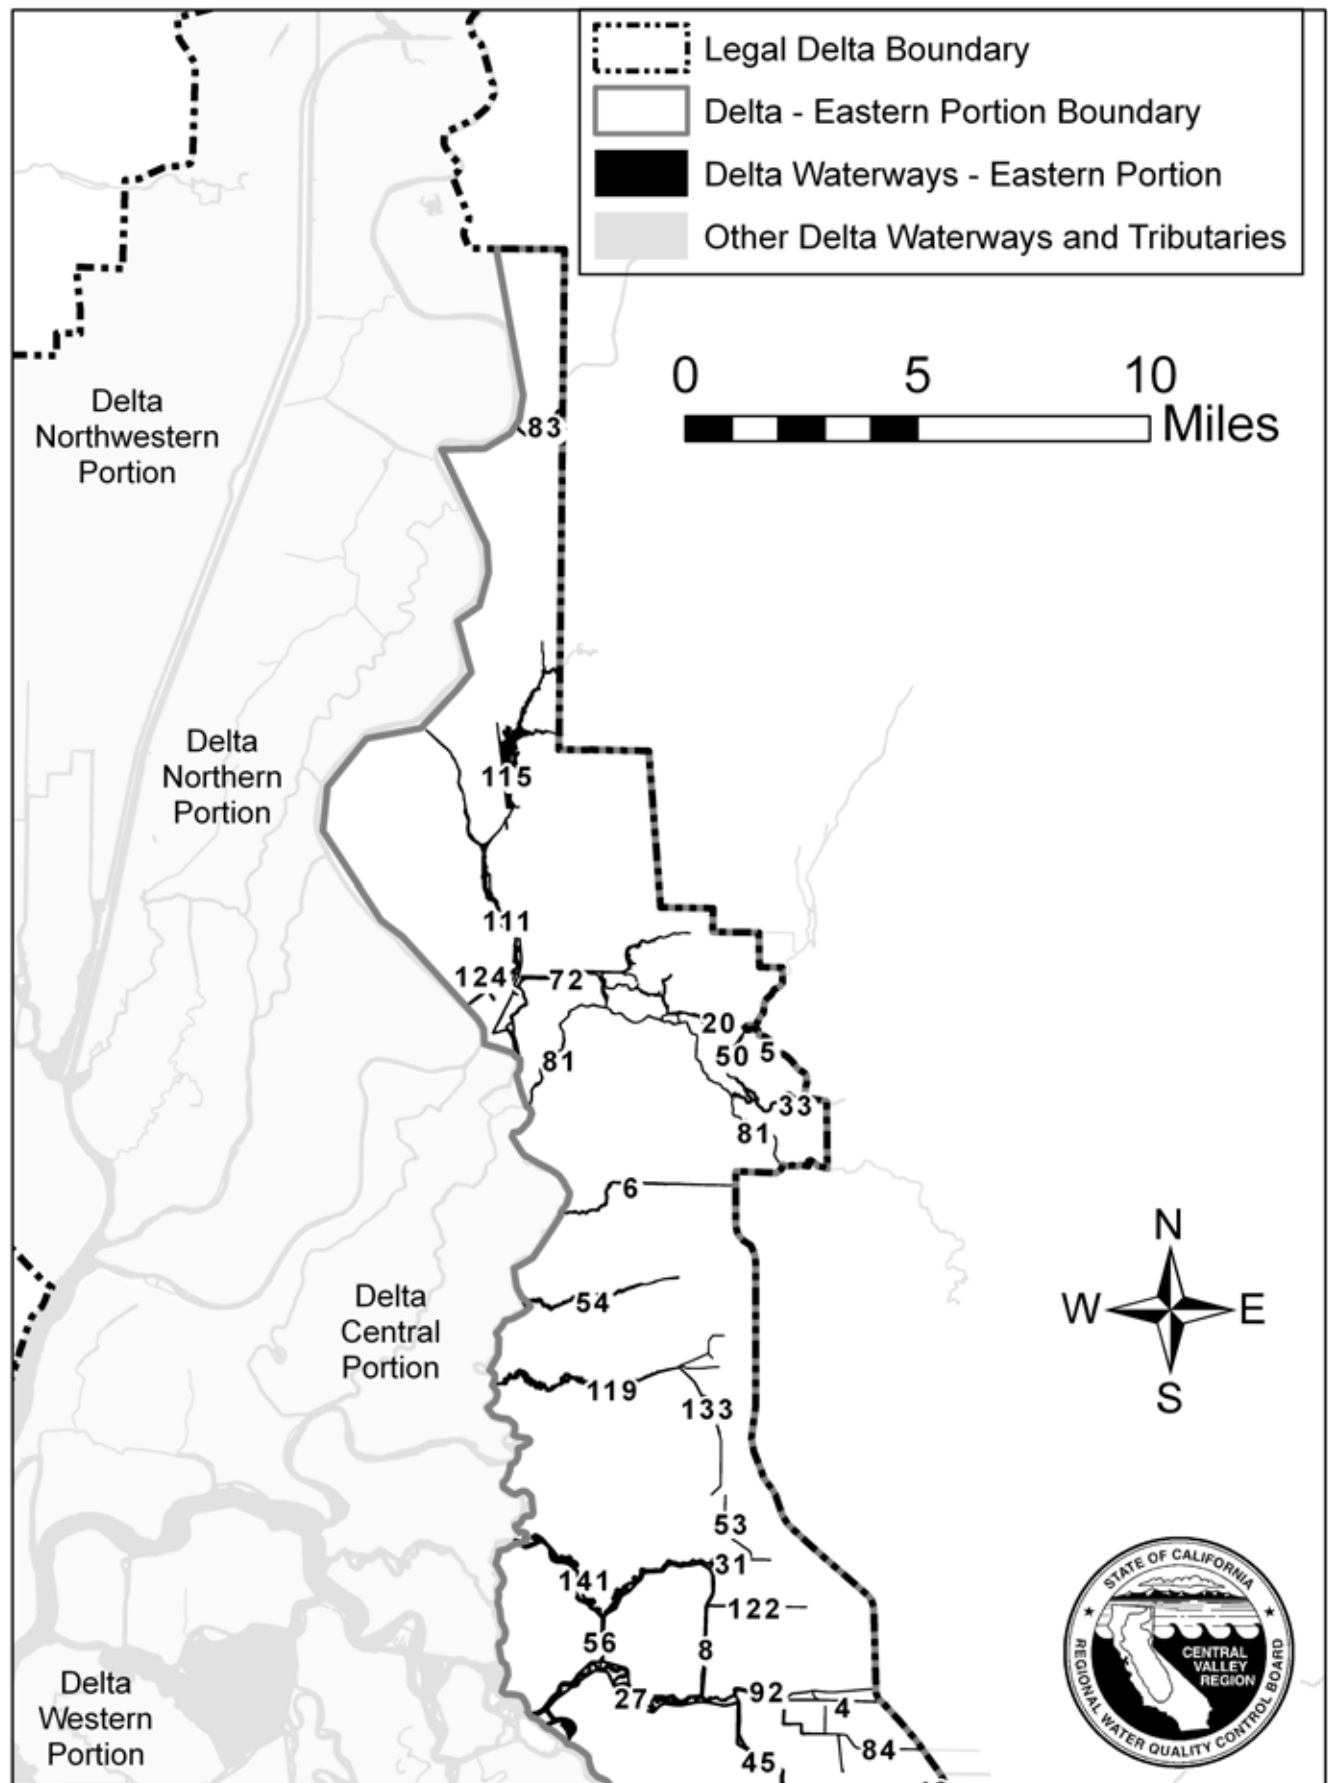 Legal Delta Boundary
Delta - Eastern Portion Boundary
Delta Waterways - Eastern Portion
Other Delta Waterways and Tributaries
0 5 10
Miles
Delta
Northwestern
Portion
83
Delta
Northern
Portion
115
111
124
72
20
50
5
81
33
81
6
N
W E
S
54
Delta
Central
Portion
119
133
53
31
141
122
56
8
27
92
4
84
45
Delta
Western
Portion
STATE OF CALIFORNIA
CENTRAL
VALLEY
REGION
REGIONAL WATER QUALITY CONTROL BOARD